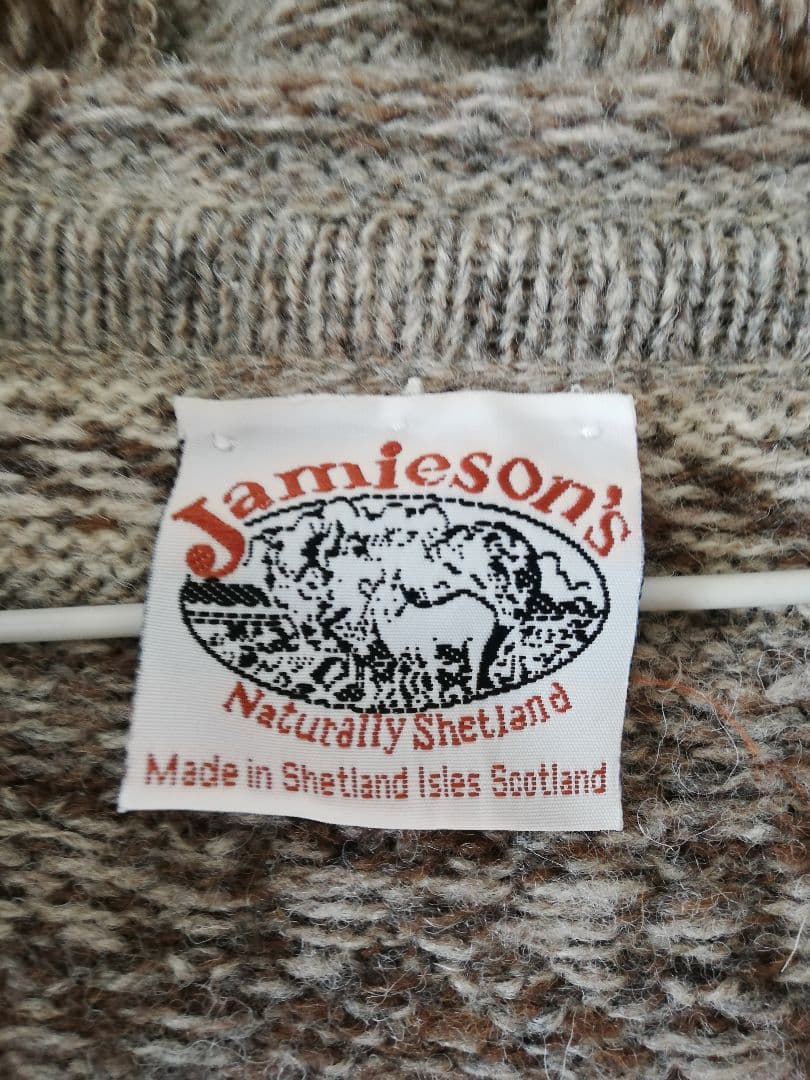 Jamieson's
Naturally Shetland
Made in Shetland Isles Scotland